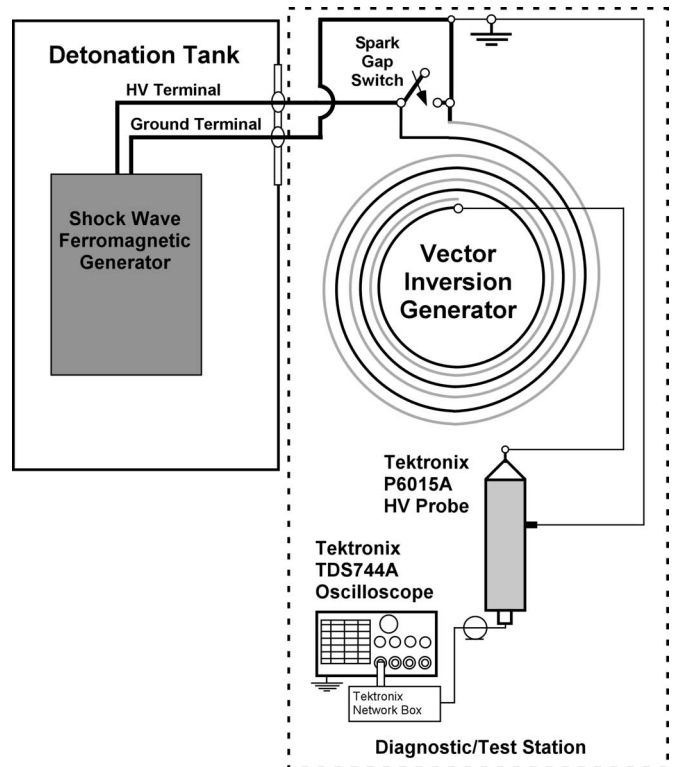 Detonation Tank
HV Terminal
Ground Terminal
Shock Wave
Ferromagnetic
Generator
Spark
Gap
Switch
Vector
Inversion
Generator
Tektronix
P6015A
HV Probe
Tektronix
TDS744A
Oscilloscope
Tektronix
Network Box
Diagnostic/Test Station